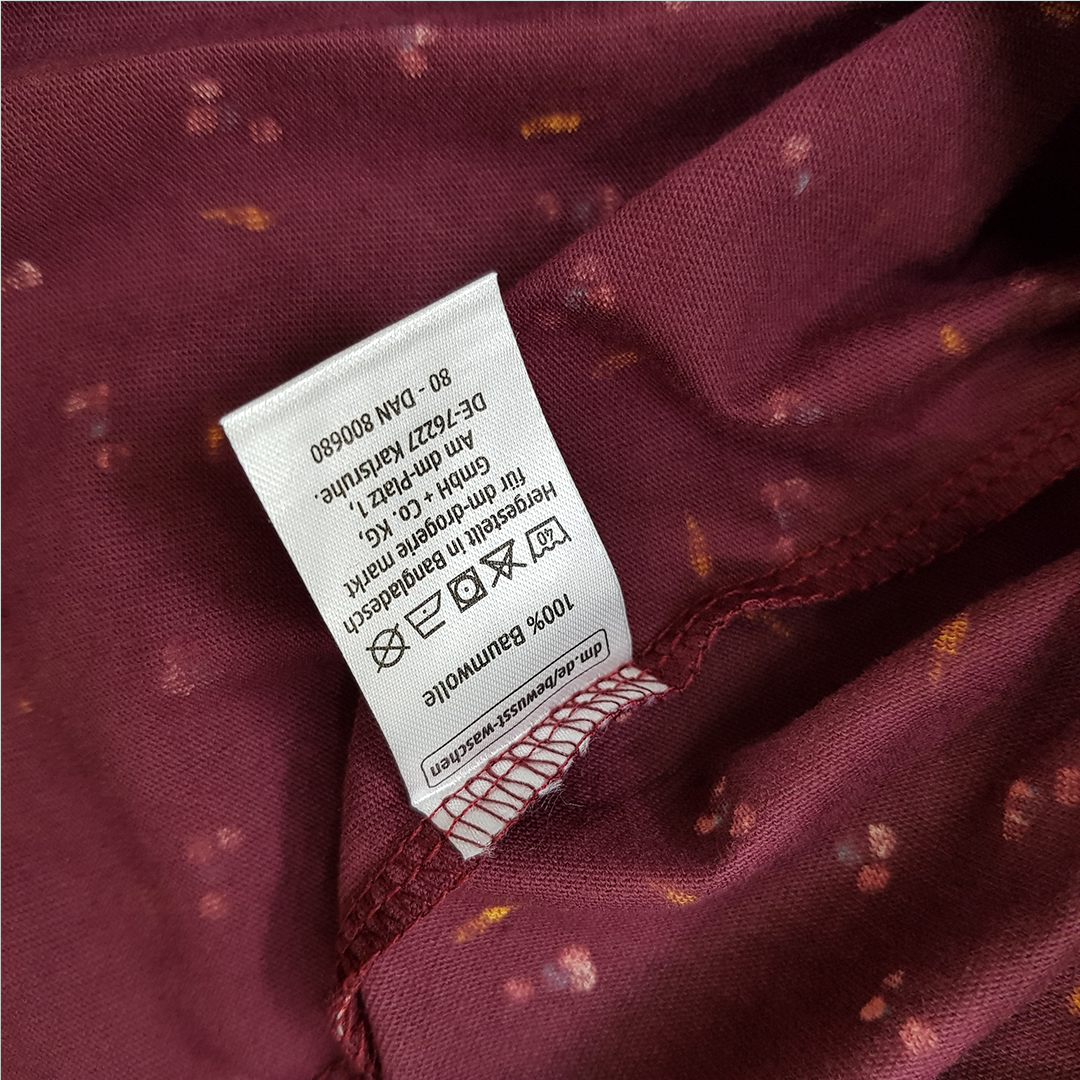 dm.de/bewusst-waschen
100% Baumwolle
40
Hergestellt in Bangladesch
für dm-drogerie markt
GmbH + Co. KG,
Am dm-Platz 1,
DE-76227 Karlsruhe.
80 - DAN 800680